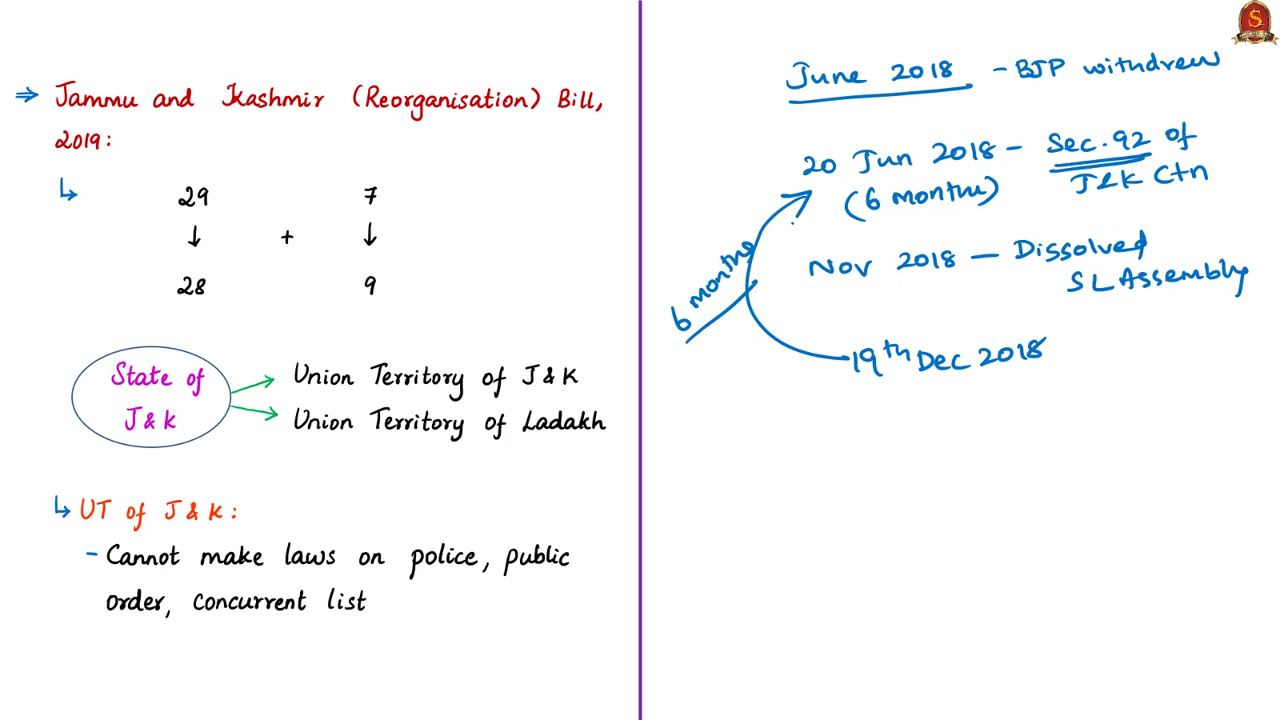 ⇒ Jammu and Kashmir (Reorganisation) Bill,
2019:
↳ 29 7
↓ + ↓
28 9
State of
J&K
→ Union Territory of J&K
→ Union Territory of Ladakh
↳ UT of J&K:
- Cannot make laws on police, public
order, concurrent list
June 2018 - BJP withdrew
20 Jun 2018 - Sec. 92 of
(6 months) J&K Ctn
6 months
Nov 2018 - Dissolved
SL Assembly
19th Dec 2018
S